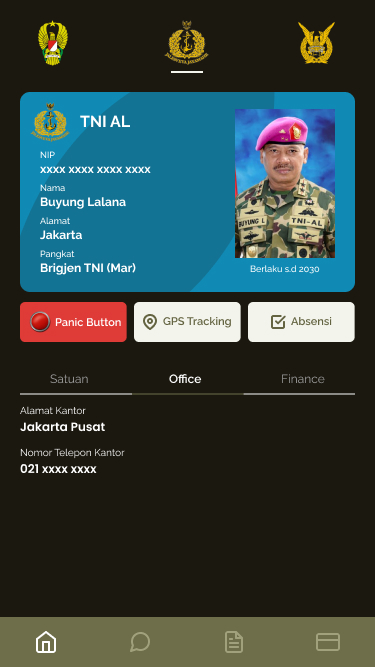 TNI AL
NIP
xxxx xxxx xxxx xxxx
Nama
Buyung Lalana
Alamat
Jakarta
Pangkat
Brigjen TNI (Mar)
BUYUNG L
TNI-AL
Berlaku s.d 2030
Panic Button
GPS Tracking
Absensi
Satuan
Office
Finance
Alamat Kantor
Jakarta Pusat
Nomor Telepon Kantor
021 xxxx xxxx